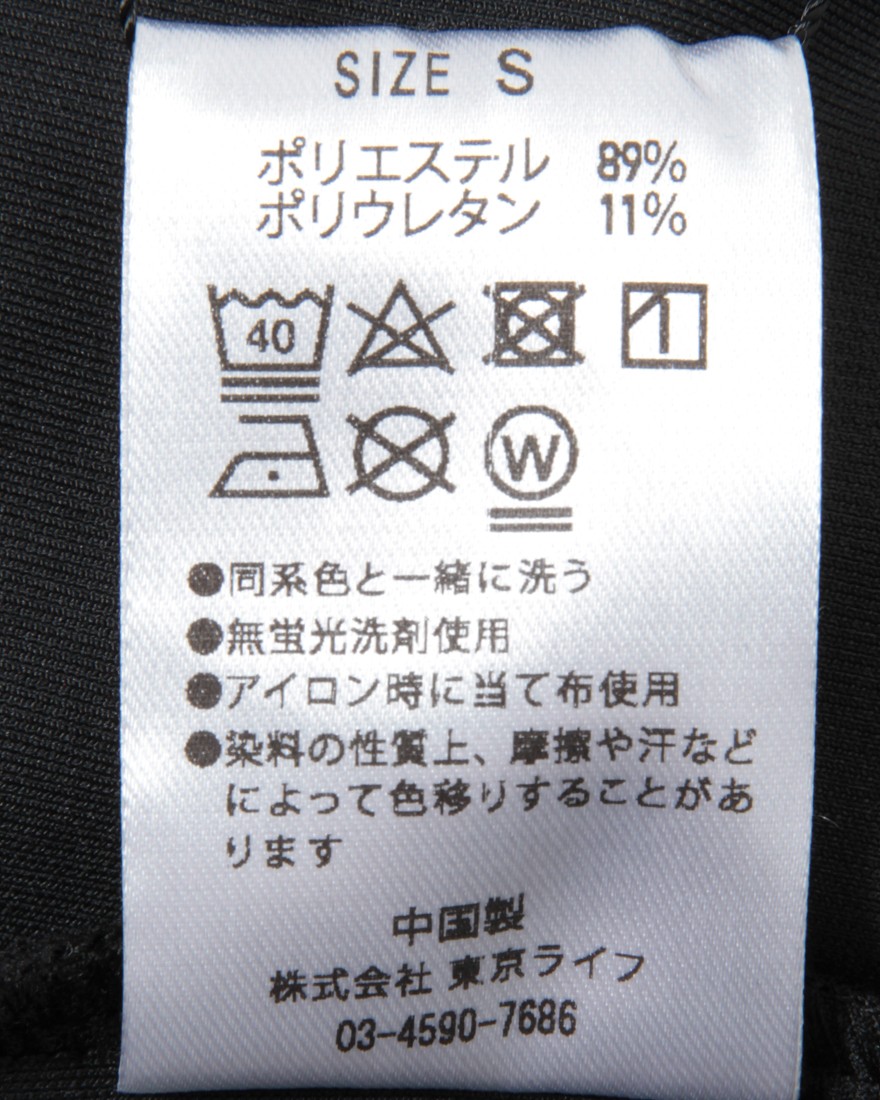 SIZE S
ポリエステル 89%
ポリウレタン 11%
40
W
●同系色と一緒に洗う
●無蛍光洗剤使用
●アイロン時に当て布使用
●染料の性質上、摩擦や汗など
によって色移りすることがあ
ります
中国製
株式会社 東京ライフ
03-4590-7686